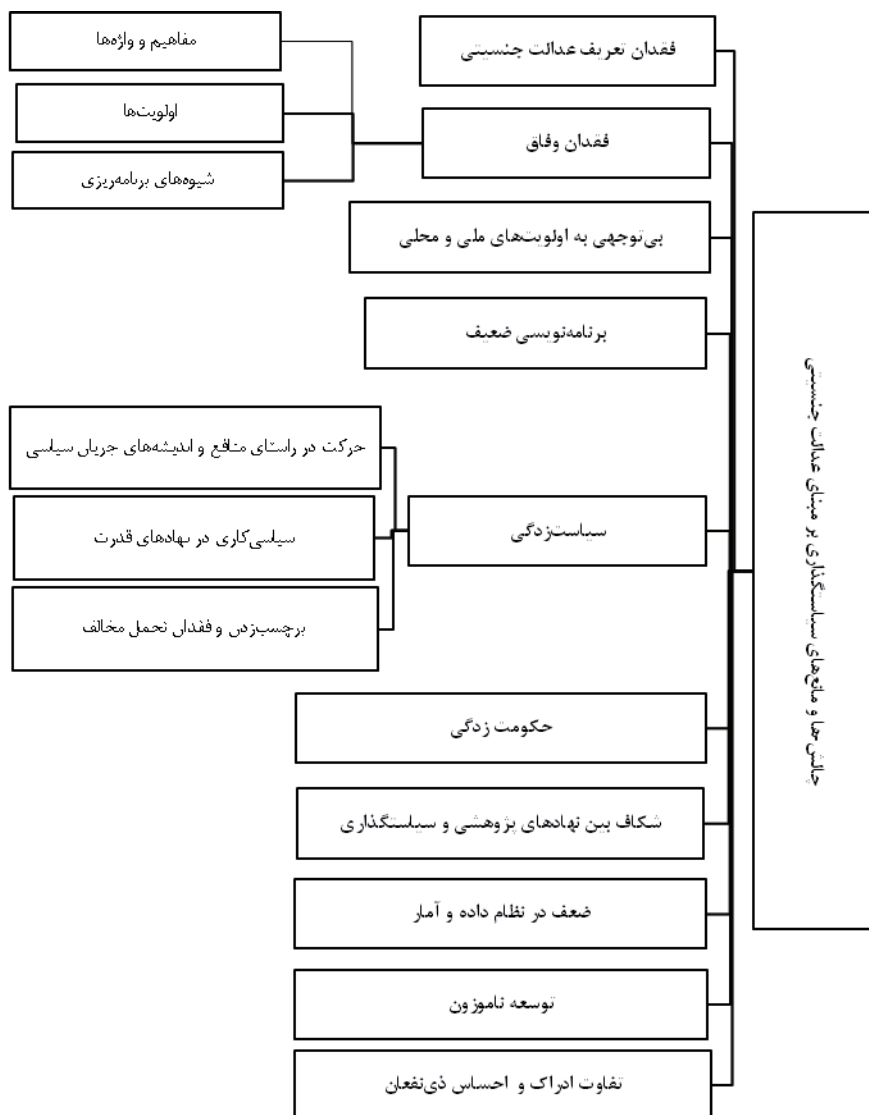 چالش‌ها و مانع‌های سیاستگذاری بر مبنای عدالت جنسیتی
فقدان تعریف عدالت جنسیتی
فقدان وفاق
مفاهیم و واژه‌ها
اولویت‌ها
شیوه‌های برنامه‌ریزی
بی‌توجهی به اولویت‌های ملی و محلی
برنامه‌نویسی ضعیف
سیاست‌زدگی
حرکت در راستای منافع و اندیشه‌های جریان سیاسی
سیاسی‌کاری در نهادهای قدرت
برچسب‌زدن و فقدان تحمل مخالف
حکومت زدگی
شکاف بین نهادهای پژوهشی و سیاستگذاری
ضعف در نظام داده و آمار
توسعه ناموزون
تفاوت ادراک و احساس ذی‌نفعان